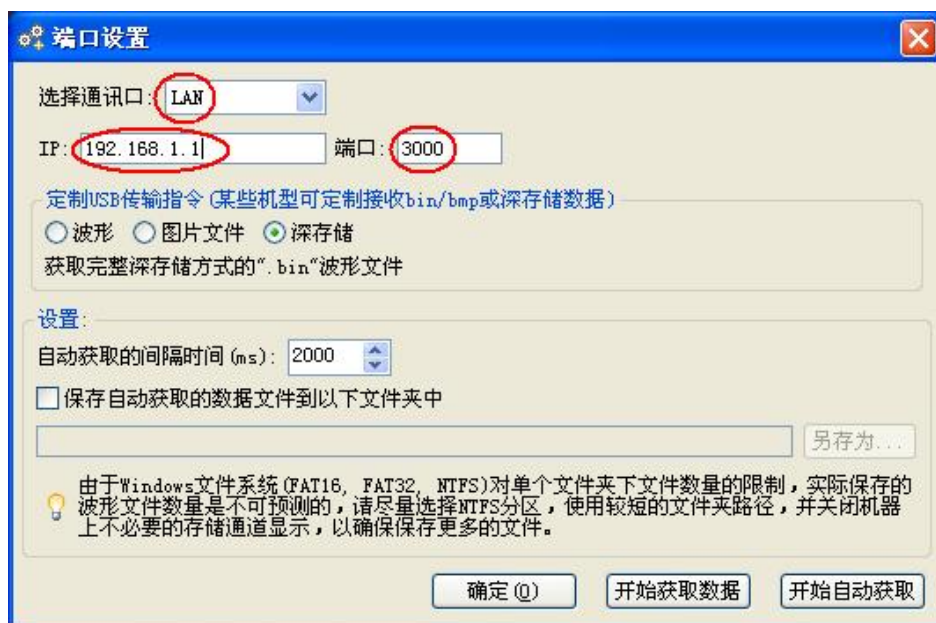 端口设置
选择通讯口: LAN
IP: 192.168.1.1 端口: 3000
定制USB传输指令(某些机型可定制接收bin/bmp或深存储数据)
波形 图片文件 深存储
获取完整深存储方式的".bin"波形文件
设置:
自动获取的间隔时间(ms): 2000
保存自动获取的数据文件到以下文件夹中
另存为...
由于Windows文件系统(FAT16, FAT32, NTFS)对单个文件夹下文件数量的限制，实际保存的
波形文件数量是不可预测的，请尽量选择NTFS分区，使用较短的文件夹路径，并关闭机器
上不必要的存储通道显示，以确保保存更多的文件。
确定(O) 开始获取数据 开始自动获取